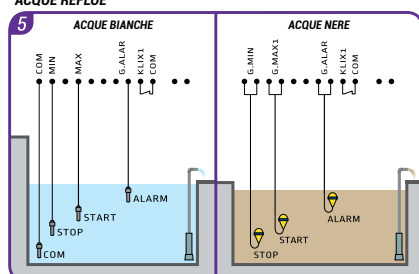 ACQUE REFLUE
5
ACQUE BIANCHE
COM
MIN
MAX
G.ALAR
KLIX1
COM
ALARM
START
STOP
COM
ACQUE NERE
G.MIN
G.MAX1
G.ALAR
KLIX1
COM
ALARM
START
STOP